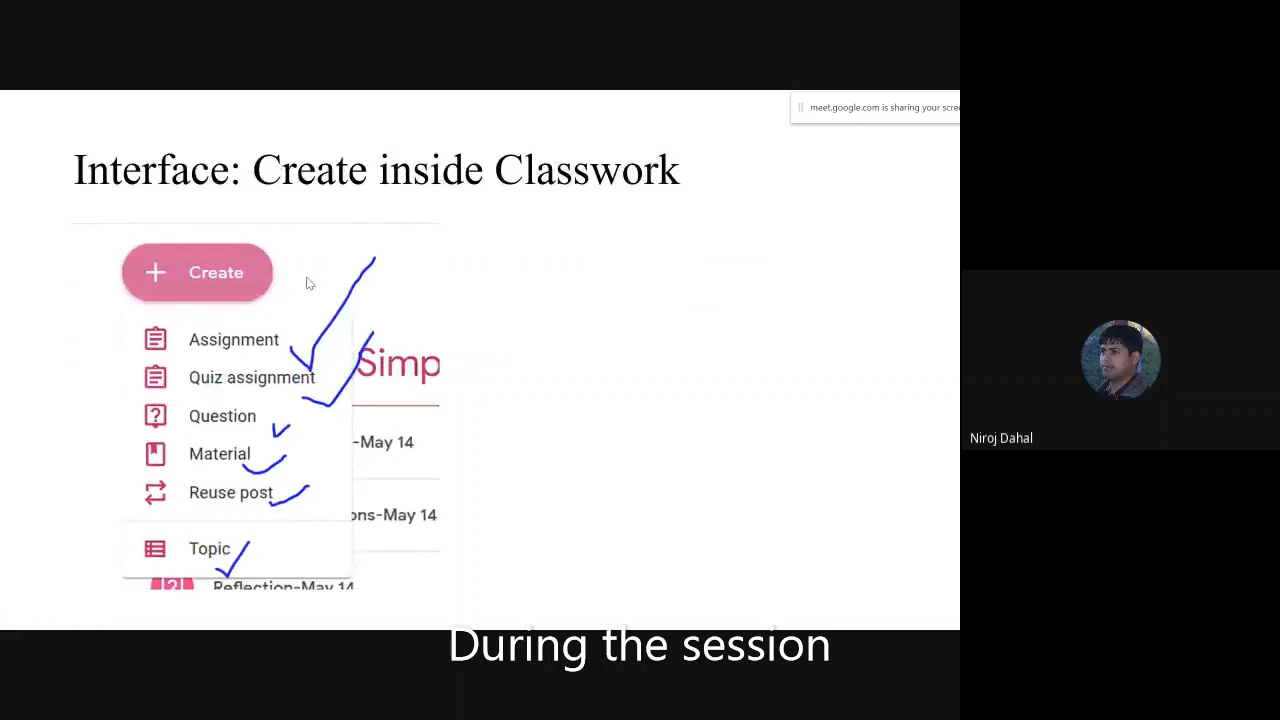 meet.google.com is sharing your
Interface: Create inside Classwork
+ Create
Assignment
Simp
Quiz assignment
Question
-May 14
Material
Reuse post
ons-May 14
Topic
Reflection-May 14
Niroj Dahal
During the session